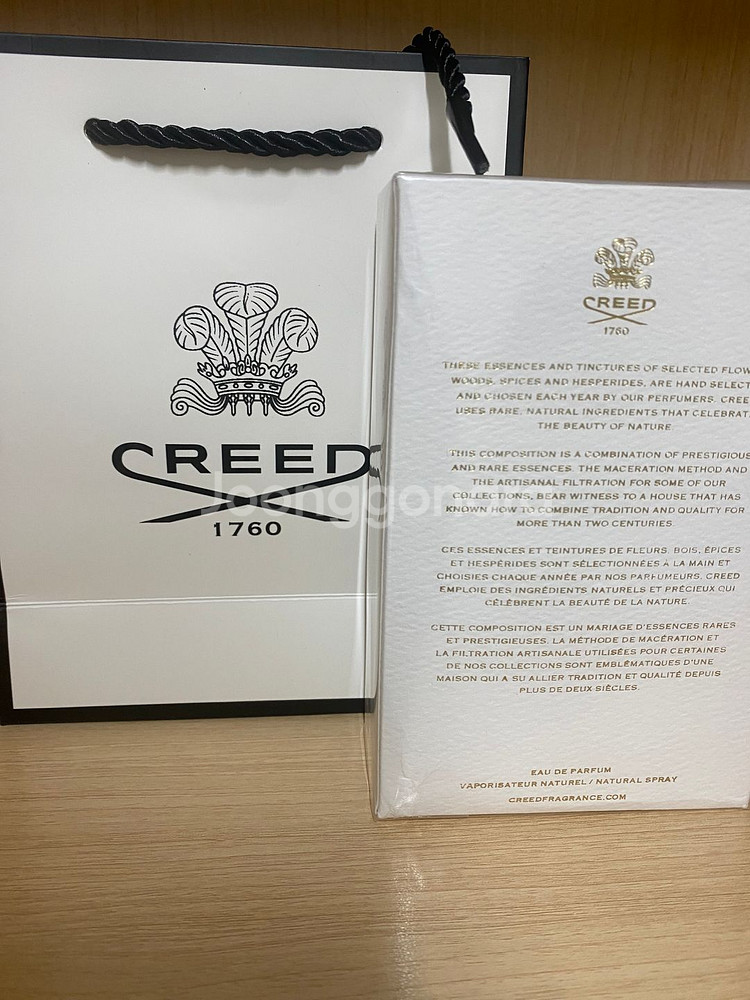 CREED
1760
Joonggon
CREED
1760
THESE ESSENCES AND TINCTURES OF SELECTED FLOW
WOODS, SPICES AND HESPERIDES, ARE HAND SELECT
AND CHOSEN EACH YEAR BY OUR PERFUMERS. CREE
USES RARE, NATURAL INGREDIENTS THAT CELEBRAT
THE BEAUTY OF NATURE.
THIS COMPOSITION IS A COMBINATION OF PRESTIGIOUS
AND RARE ESSENCES. THE MACERATION METHOD AND
THE ARTISANAL FILTRATION FOR SOME OF OUR
COLLECTIONS, BEAR WITNESS TO A HOUSE THAT HAS
KNOWN HOW TO COMBINE TRADITION AND QUALITY FOR
MORE THAN TWO CENTURIES.
CES ESSENCES ET TEINTURES DE FLEURS, BOIS, ÉPICES
ET HESPÉRIDES SONT SÉLECTIONNÉES À LA MAIN ET
CHOISIES CHAQUE ANNÉE PAR NOS PARFUMEURS. CREED
EMPLOIE DES INGRÉDIENTS NATURELS ET PRÉCIEUX QUI
CÉLÈBRENT LA BEAUTÉ DE LA NATURE.
CETTE COMPOSITION EST UN MARIAGE D'ESSENCES RARES
ET PRESTIGIEUSES. LA MÉTHODE DE MACÉRATION ET
LA FILTRATION ARTISANALE UTILISÉES POUR CERTAINES
DE NOS COLLECTIONS SONT EMBLÉMATIQUES D'UNE
MAISON QUI A SU ALLIER TRADITION ET QUALITÉ DEPUIS
PLUS DE DEUX SIÈCLES.
EAU DE PARFUM
VAPORISATEUR NATUREL / NATURAL SPRAY
CREEDFRAGRANCE.COM